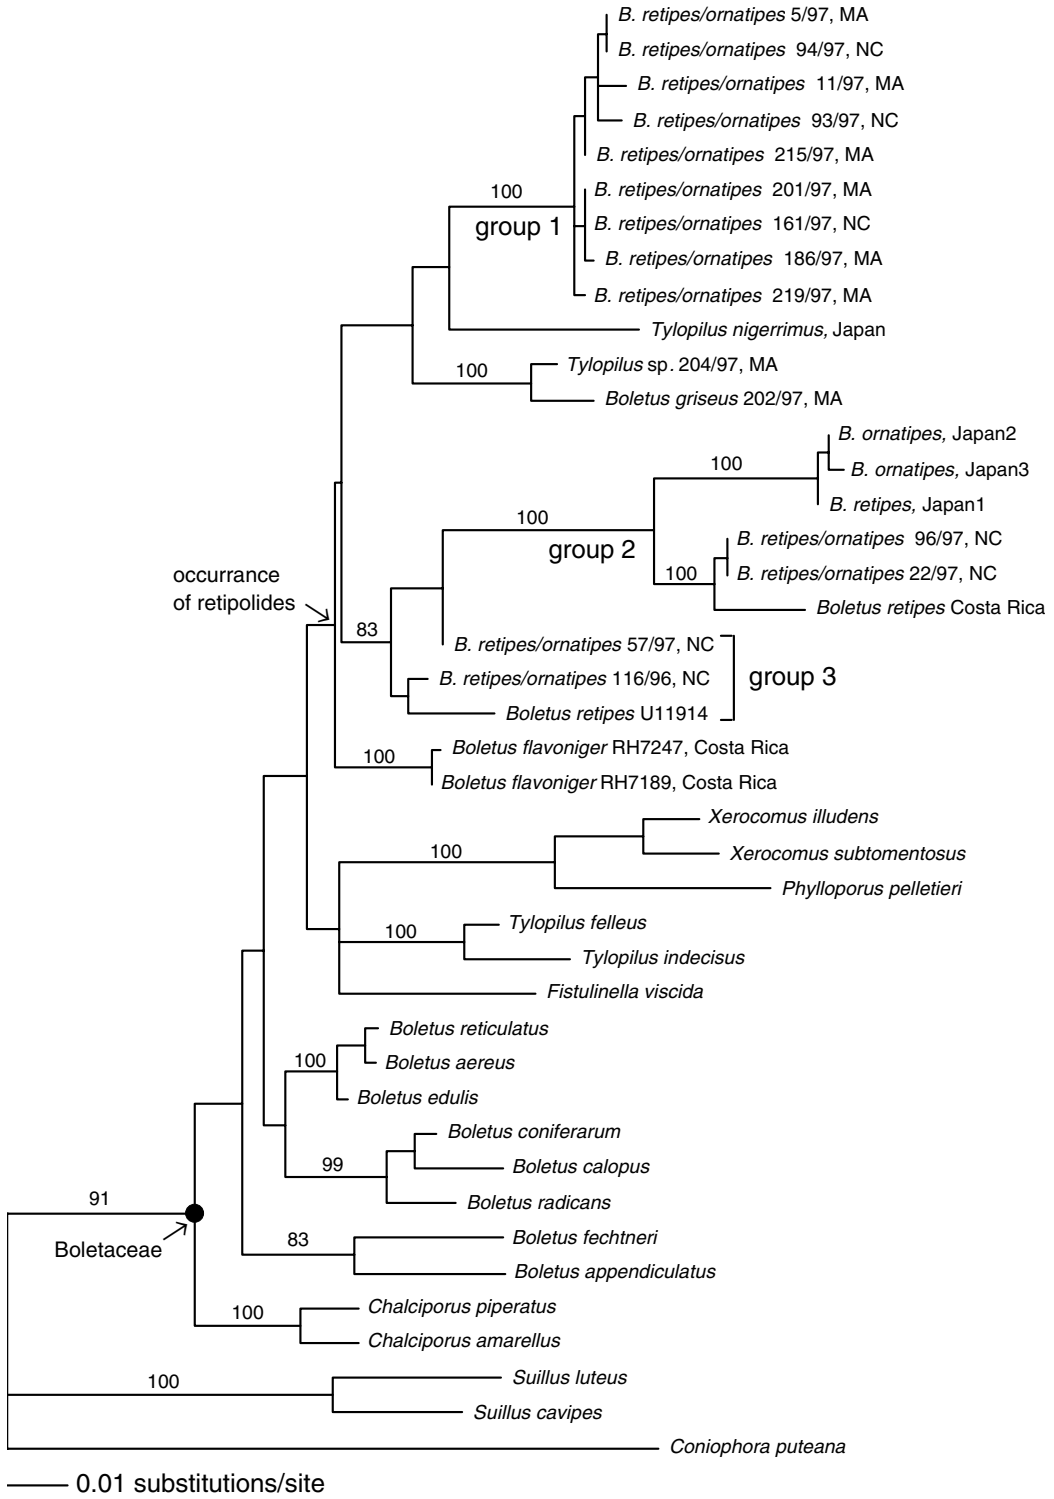 B. retipes/ornatipes 5/97, MA
B. retipes/ornatipes 94/97, NC
B. retipes/ornatipes 11/97, MA
B. retipes/ornatipes 93/97, NC
B. retipes/ornatipes 215/97, MA
B. retipes/ornatipes 201/97, MA
100
group 1
B. retipes/ornatipes 161/97, NC
B. retipes/ornatipes 186/97, MA
B. retipes/ornatipes 219/97, MA
Tylopilus nigerrimus, Japan
Tylopilus sp. 204/97, MA
100
Boletus griseus 202/97, MA
B. ornatipes, Japan2
100
B. ornatipes, Japan3
B. retipes, Japan1
100
group 2
B. retipes/ornatipes 96/97, NC
100
B. retipes/ornatipes 22/97, NC
Boletus retipes Costa Rica
occurrance
of retipolides
83
B. retipes/ornatipes 57/97, NC
B. retipes/ornatipes 116/96, NC
group 3
Boletus retipes U11914
Boletus flavoniger RH7247, Costa Rica
100
Boletus flavoniger RH7189, Costa Rica
Xerocomus illudens
100
Xerocomus subtomentosus
Phylloporus pelletieri
Tylopilus felleus
100
Tylopilus indecisus
Fistulinella viscida
Boletus reticulatus
100
Boletus aereus
Boletus edulis
Boletus coniferarum
99
Boletus calopus
Boletus radicans
91
Boletaceae
Boletus fechtneri
83
Boletus appendiculatus
Chalciporus piperatus
100
Chalciporus amarellus
Suillus luteus
100
Suillus cavipes
Coniophora puteana
0.01 substitutions/site